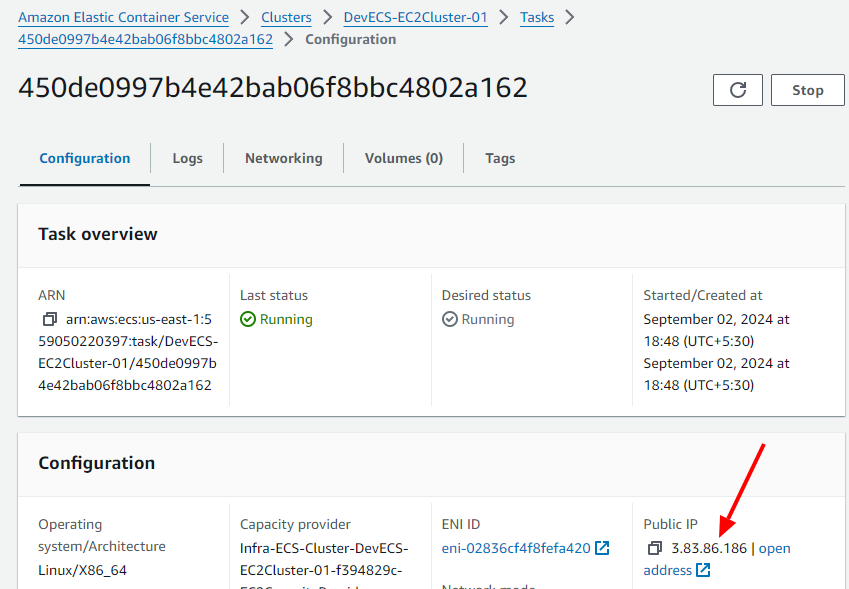 Amazon Elastic Container Service > Clusters > DevECS-EC2Cluster-01 > Tasks >
450de0997b4e42bab06f8bbc4802a162 > Configuration
450de0997b4e42bab06f8bbc4802a162
Stop
Configuration Logs Networking Volumes (0) Tags
Task overview
ARN
arn:aws:ecs:us-east-1:5
59050220397:task/DevECS-
EC2Cluster-01/450de0997b
4e42bab06f8bbc4802a162
Last status
Running
Desired status
Running
Started/Created at
September 02, 2024 at
18:48 (UTC+5:30)
September 02, 2024 at
18:48 (UTC+5:30)
Configuration
Operating
system/Architecture
Linux/X86_64
Capacity provider
Infra-ECS-Cluster-DevECS-
EC2Cluster-01-f394829c-
ENI ID
eni-02836cf4f8fefa420
Network mode
Public IP
3.83.86.186 | open
address